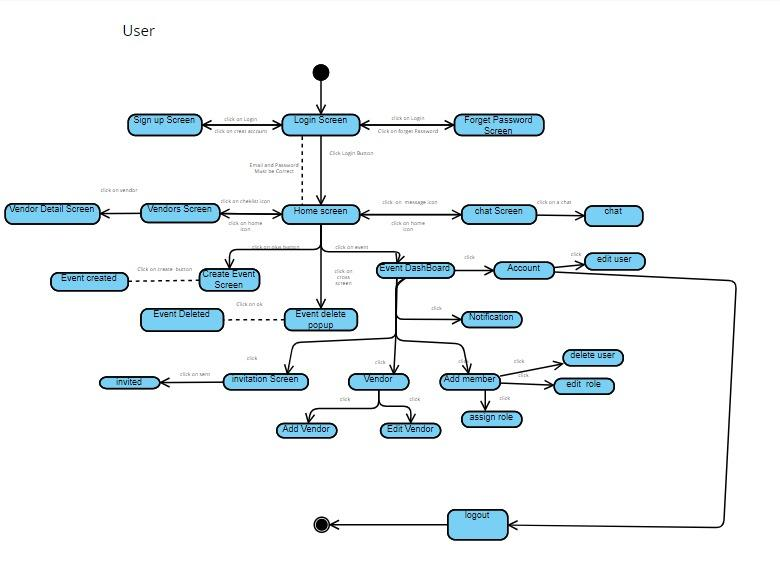 User
Sign up Screen
click on Login
click on creat account
Login Screen
click on Login
Click on forget Password
Forget Password
Screen
Click Login Button
Email and Password
Must be Correct
click on vendor
Vendor Detail Screen
Vendors Screen
click on cheklist icon
click on home
icon
Home screen
click on message icon
click on home
icon
chat Screen
click on a chat
chat
click on plus button
click on event
Event created
Click on create button
Create Event
Screen
click on
cross
screen
Event DashBoard
click
Account
click
edit user
Event Deleted
Click on ok
Event delete
popup
click
Notification
click
click
click
click
delete user
invited
click on sent
invitation Screen
Vendor
Add member
click
edit role
click
click
click
assign role
Add Vendor
Edit Vendor
logout